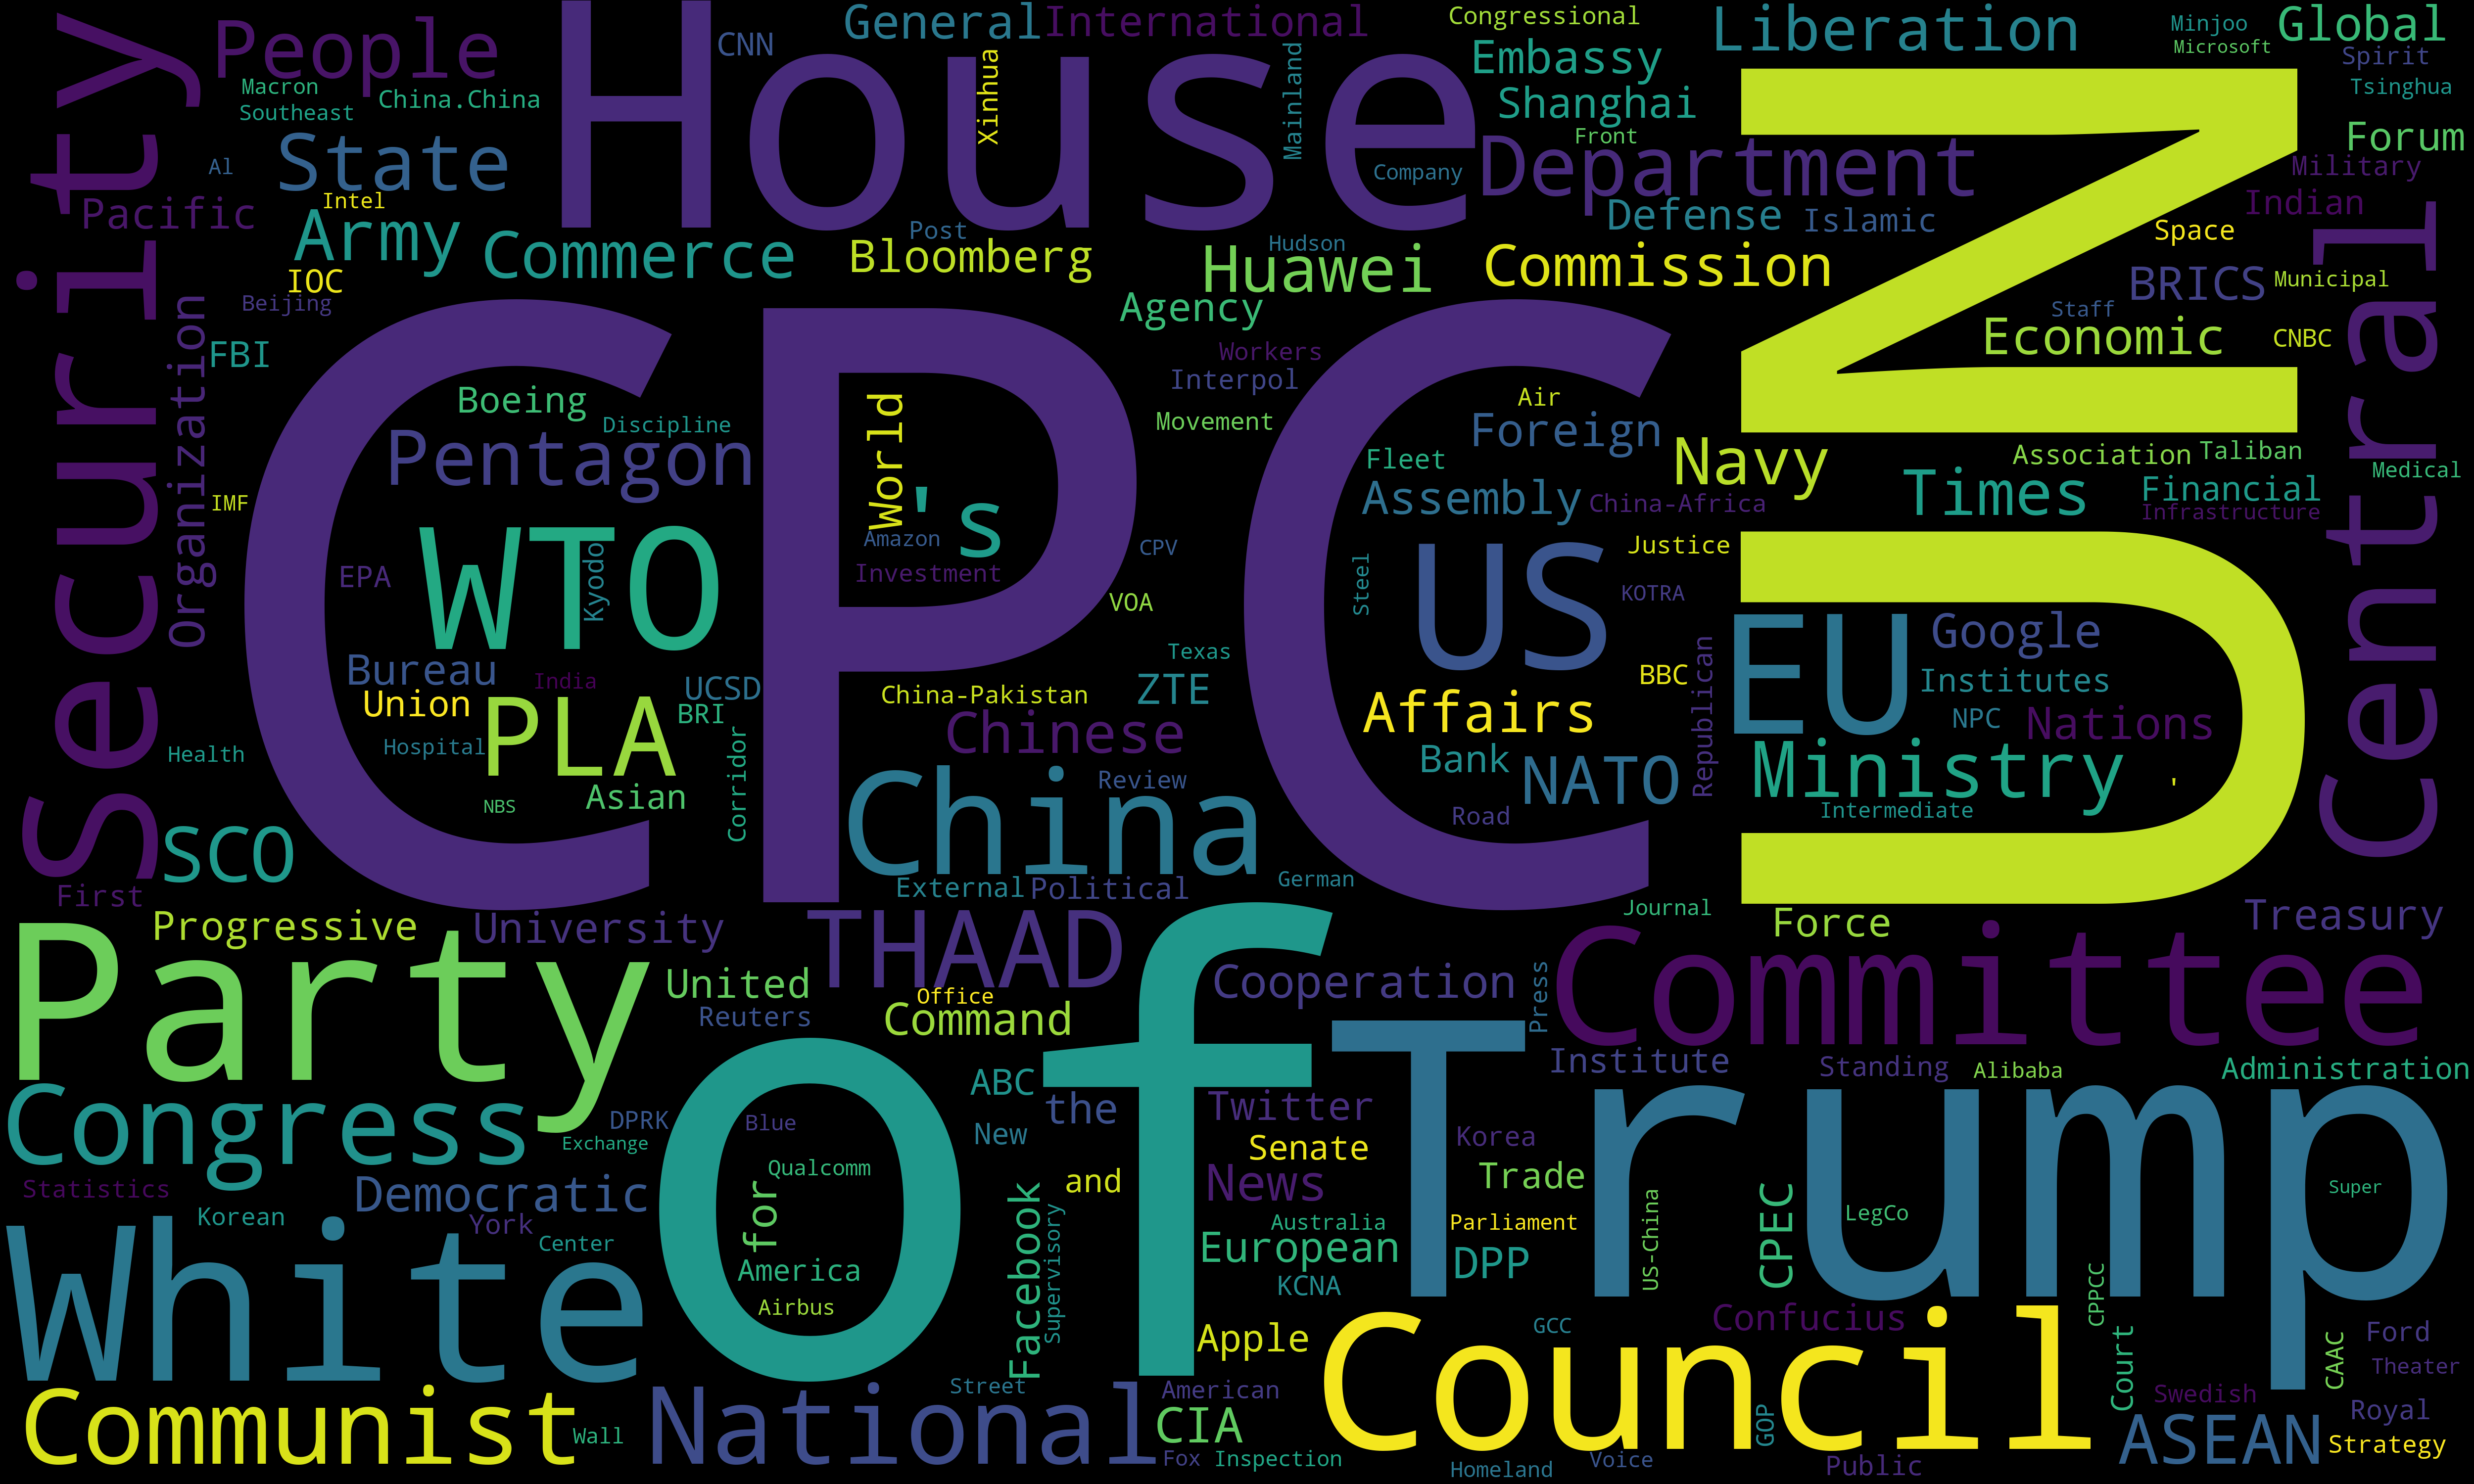 Security
People
House
CNN
General
International
Congressional
Liberation
Minjoo
Microsoft
Global
Spirit
Tsinghua
Macron
Southeast
China.China
Xinhua
Mainland
Embassy
Shanghai
Front
Forum
Military
State
Al
Intel
Pacific
Army
Commerce
Post
Bloomberg
Hudson
Huawei
Company
Department
Defense
Islamic
Commission
Indian
Space
BRICS
Municipal
UN
Central
IOC
Beijing
Organization
FBI
Agency
Workers
Interpol
Movement
Staff
Economic
CNBC
CPC
Boeing
Discipline
Pentagon
World
's
Amazon
Investment
Air
Foreign
Fleet
Assembly
China-Africa
Navy
Association
Taliban
Times
Financial
Infrastructure
Medical
IMF
EPA
WTO
Kyodo
CPV
VOA
Steel
US
Justice
KOTRA
Texas
Bureau
India
Union
PLA
UCSD
BRI
China-Pakistan
ZTE
Chinese
Affairs
BBC
Republican
EU
Google
Institutes
NPC
Nations
Ministry
'
Intermediate
Health
Hospital
NBS
Asian
Corridor
China
Review
Bank
NATO
Road
SCO
First
External
Political
German
Journal
Force
Treasury
Progressive
University
Party
THAAD
United
Reuters
Office
Command
of
Cooperation
Press
Committee
Institute
Standing
Alibaba
Administration
Congress
DPRK
Exchange
Blue
ABC
the
New
Twitter
Senate
News
Korea
Trade
Trump
Statistics
Korean
Democratic
York
Center
Qualcomm
for
America
Airbus
and
Facebook
Supervisory
Australia
European
KCNA
Parliament
DPP
US-China
CPEC
LegCo
Super
White
Apple
GCC
Council
Confucius
CPPCC
Court
CAAC
Ford
Theater
Communist
Wall
National
Street
American
CIA
Fox
Inspection
Homeland
Voice
GOP
Public
Swedish
ASEAN
Royal
Strategy